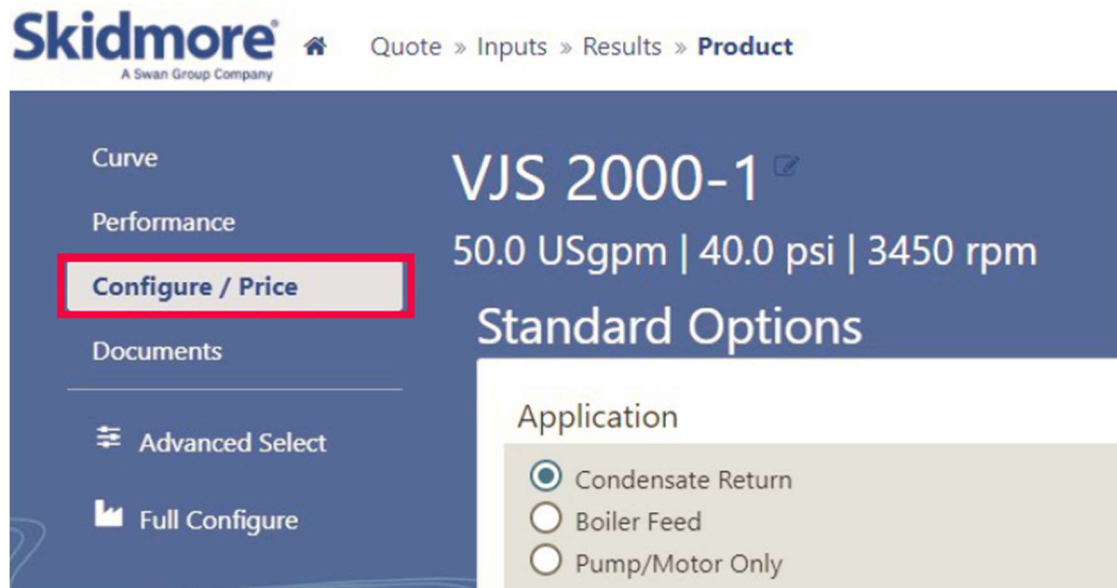 Skidmore®
A Swan Group Company
Quote » Inputs » Results » Product
Curve
Performance
Configure / Price
Documents
Advanced Select
Full Configure
VJS 2000-1
50.0 USgpm | 40.0 psi | 3450 rpm
Standard Options
Application
Condensate Return
Boiler Feed
Pump/Motor Only